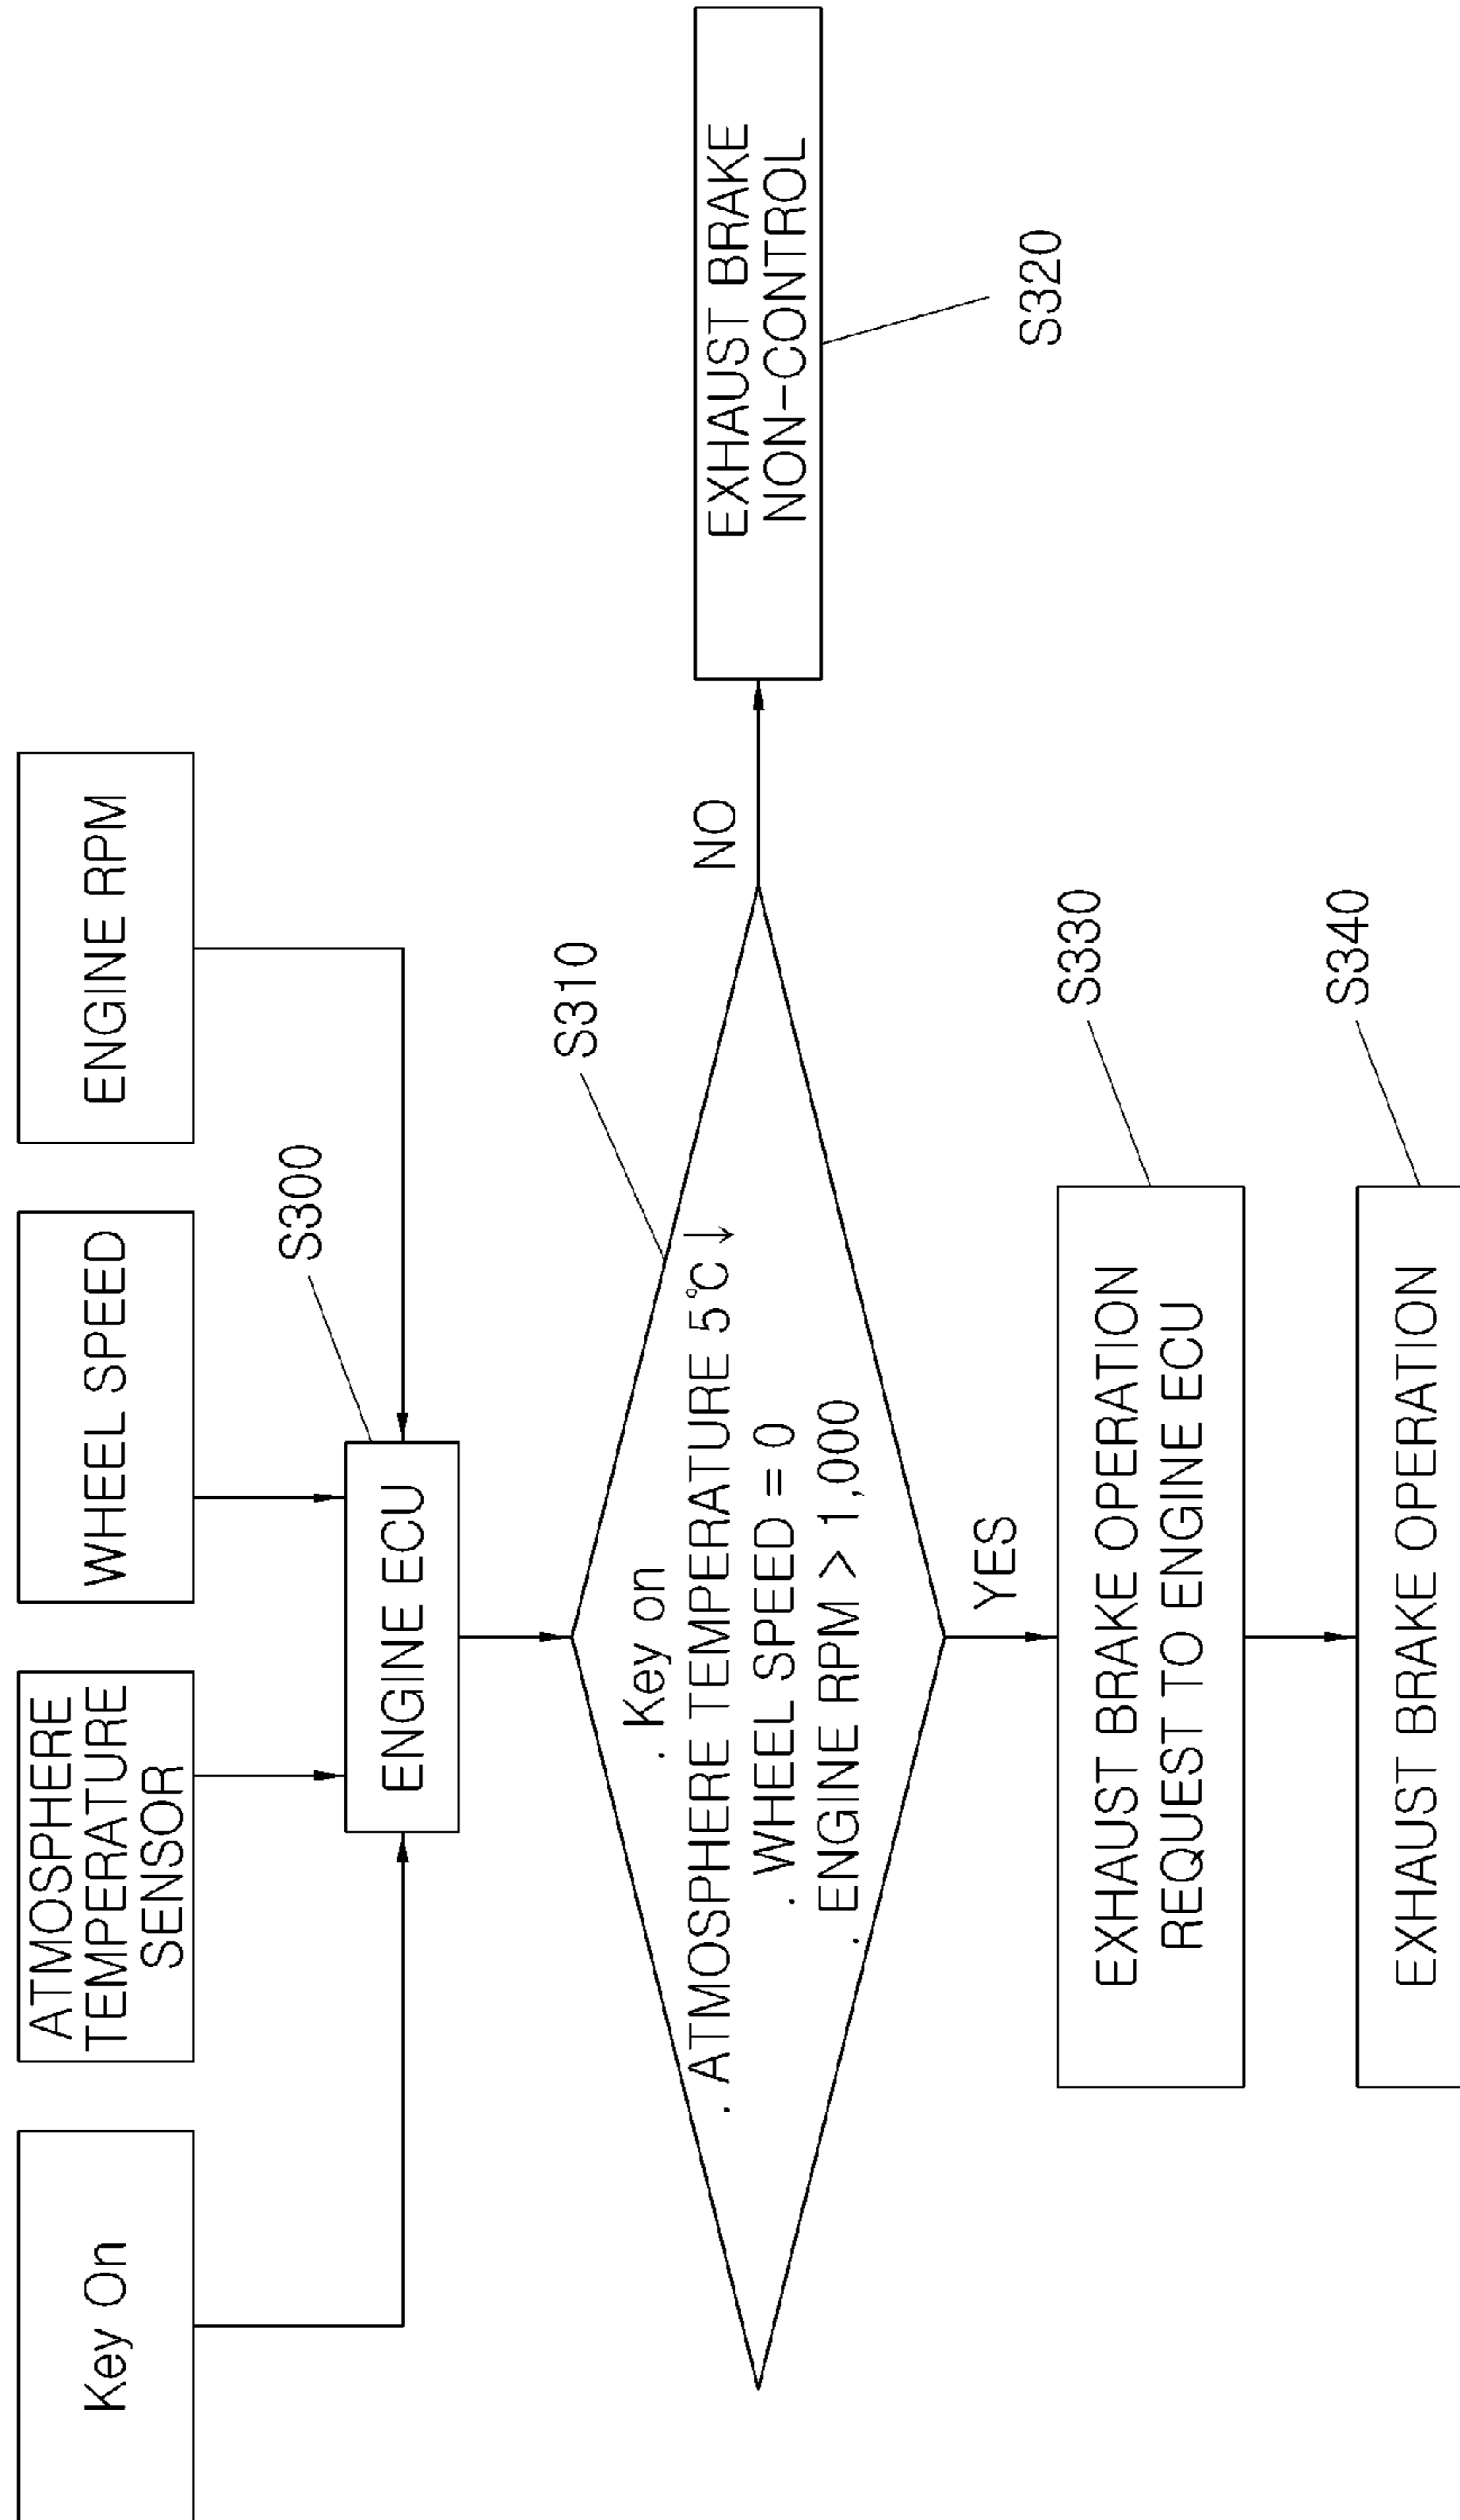 Key On
ATMOSPHERE
TEMPERATURE
SENSOR
WHEEL SPEED
ENGINE RPM
S300
ENGINE ECU
S310
. Key on
. ATMOSPHERE TEMPERATURE 5℃ ↓
. WHEEL SPEED = 0
. ENGINE RPM > 1,000
NO
EXHAUST BRAKE
NON-CONTROL
S320
YES
S330
EXHAUST BRAKE OPERATION
REQUEST TO ENGINE ECU
S340
EXHAUST BRAKE OPERATION